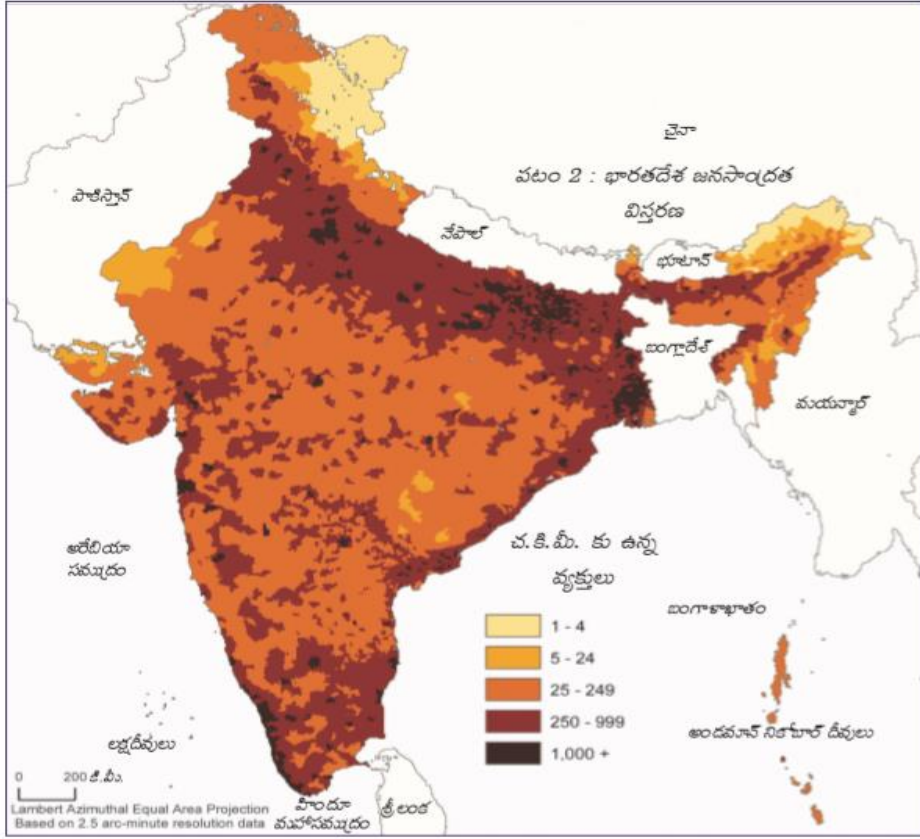 చైనా
పటం 2 : భారతదేశ జనసాంద్రత
విస్తరణ
పాకిస్తాన్
నేపాల్
భూటాన్
బంగ్లాదేశ్
మయన్మార్
అరేబియా
సముద్రం
చ.కి.మీ. కు ఉన్న
వ్యక్తులు
1 - 4
5 - 24
25 - 249
250 - 999
1,000 +
బంగాళాఖాతం
అండమాన్ నికోబార్ దీవులు
లక్షదీవులు
0 200 కి.మీ.
Lambert Azimuthal Equal Area Projection
Based on 2.5 arc-minute resolution data
హిందూ
మహాసముద్రం
శ్రీలంక